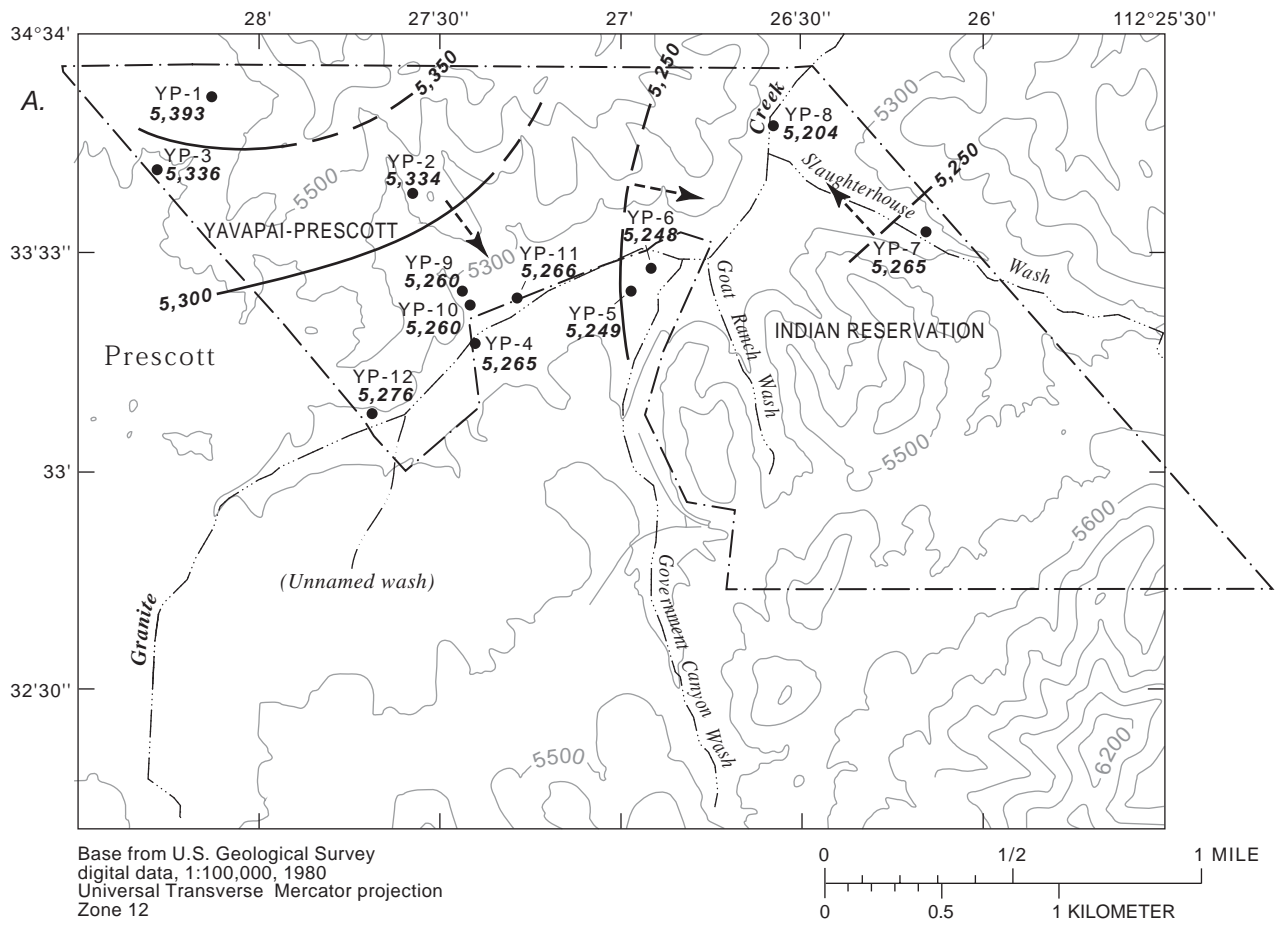 28'
27'30''
27'
26'30''
26'
112°25'30''
34°34'
A.
YP-1
5,393
5,350
5,250
Creek
YP-8
5,204
5300
YP-3
5,336
YP-2
5,334
5500
Slaughterhouse
5,250
YAVAPAI-PRESCOTT
YP-6
5,248
33'33''
YP-7
5,265
Wash
YP-9
5,260
5300
YP-11
5,266
5,300
YP-10
5,260
YP-5
5,249
Goat Ranch Wash
INDIAN RESERVATION
Prescott
YP-4
5,265
YP-12
5,276
33'
5500
5600
(Unnamed wash)
Granite
Government Canyon Wash
32'30''
5500
6200
Base from U.S. Geological Survey
digital data, 1:100,000, 1980
Universal Transverse Mercator projection
Zone 12
0 1/2 1 MILE
0 0.5 1 KILOMETER